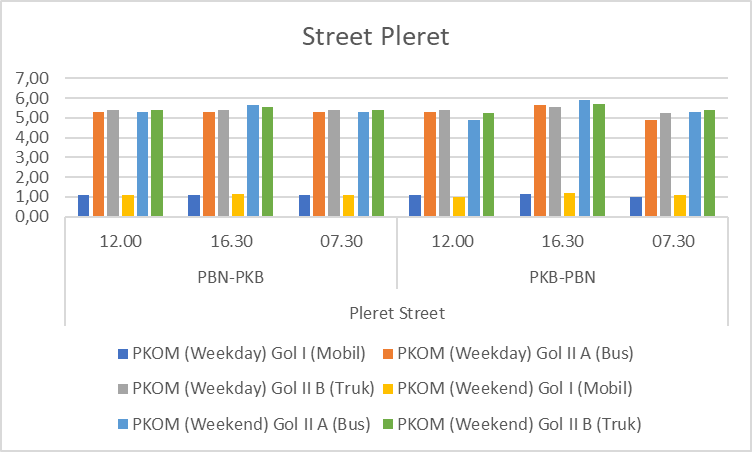 Street Pleret
7,00
6,00
5,00
4,00
3,00
2,00
1,00
0,00
12.00 16.30 07.30 12.00 16.30 07.30
PBN-PKB PKB-PBN
Pleret Street
PKOM (Weekday) Gol I (Mobil) PKOM (Weekday) Gol II A (Bus)
PKOM (Weekday) Gol II B (Truk) PKOM (Weekend) Gol I (Mobil)
PKOM (Weekend) Gol II A (Bus) PKOM (Weekend) Gol II B (Truk)